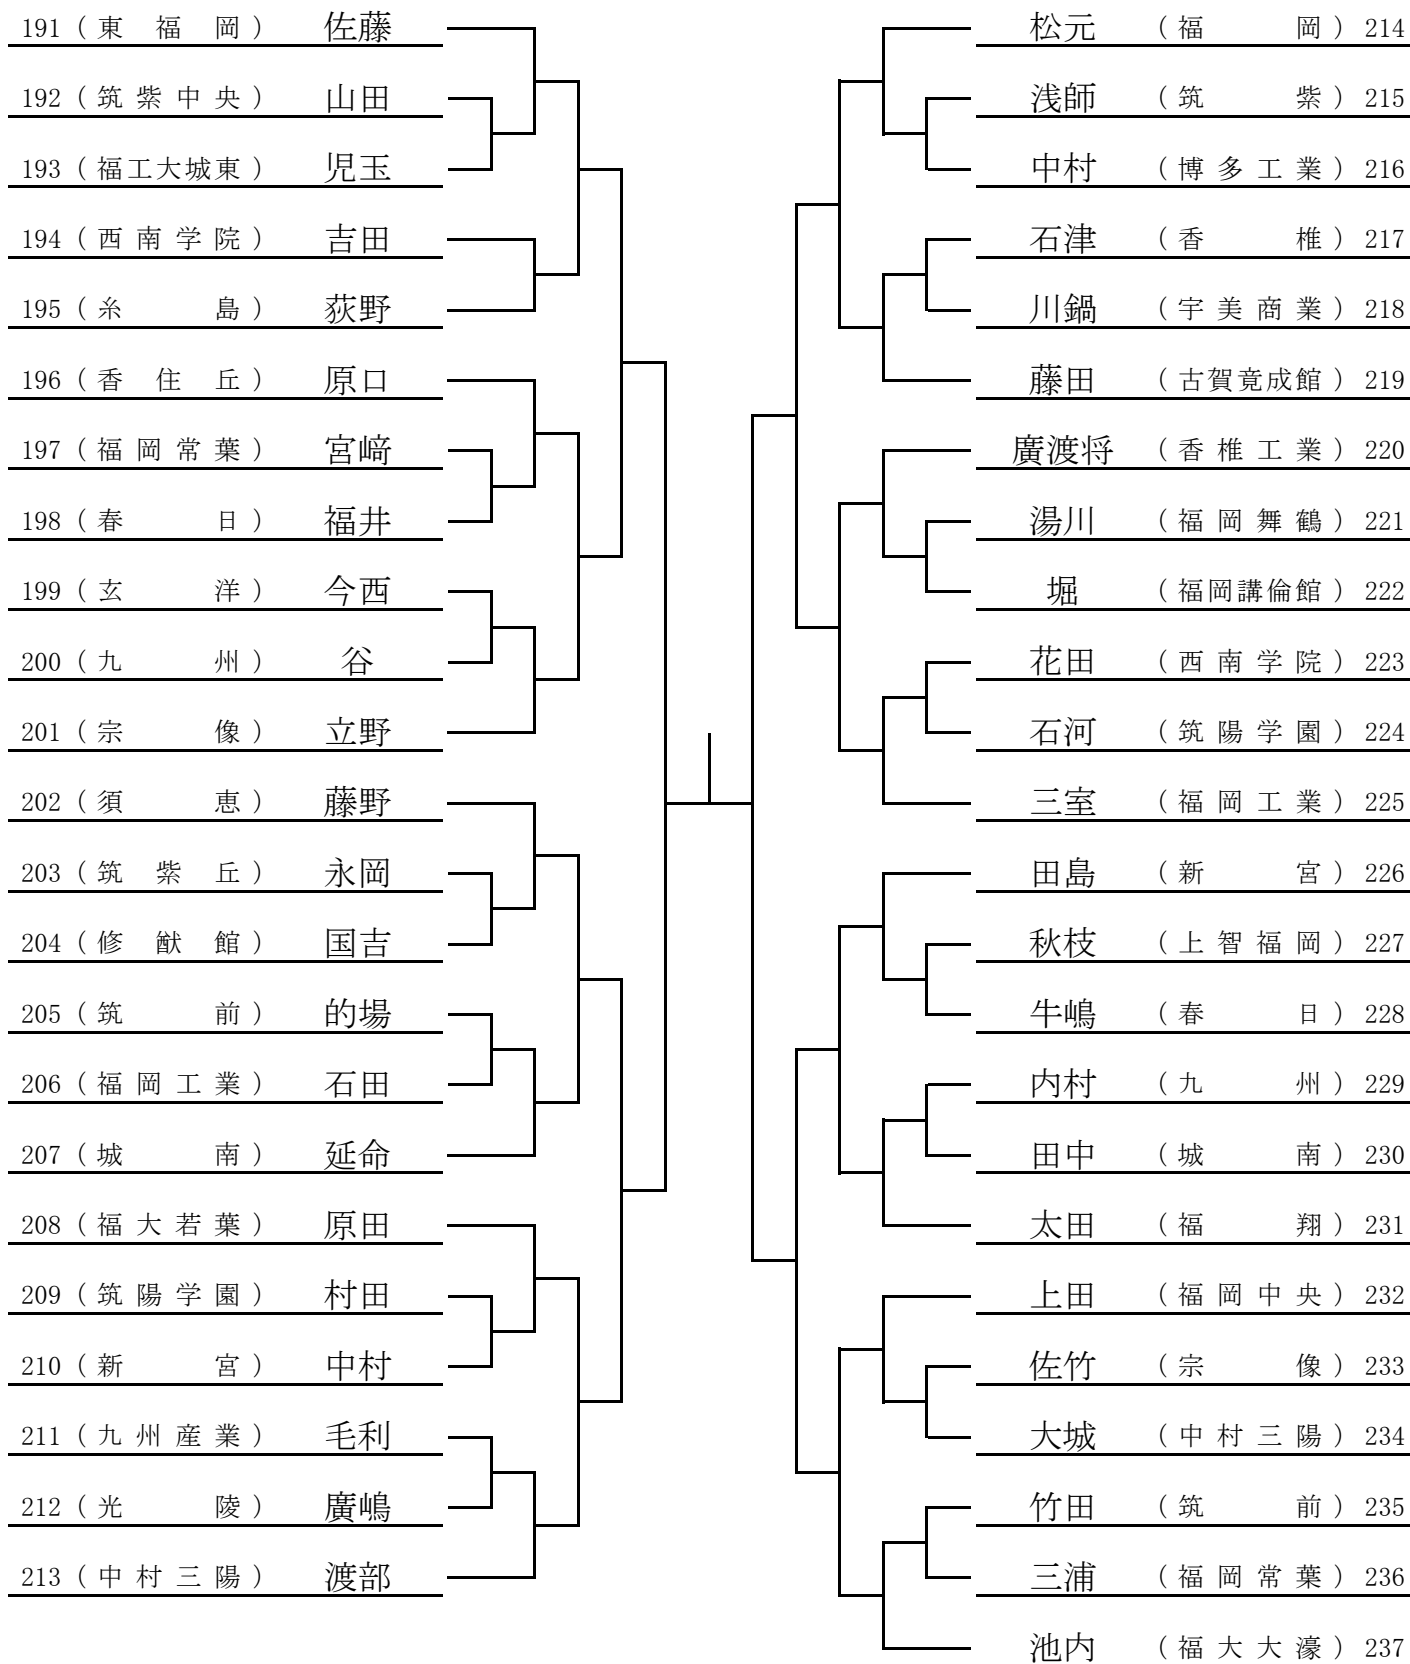 191 (東福岡) 佐藤
192 (筑紫中央) 山田
193 (福工大城東) 児玉
194 (西南学院) 吉田
195 (糸島) 荻野
196 (香住丘) 原口
197 (福岡常葉) 宮﨑
198 (春日) 福井
199 (玄洋) 今西
200 (九州) 谷
201 (宗像) 立野
202 (須恵) 藤野
203 (筑紫丘) 永岡
204 (修猷館) 国吉
205 (筑前) 的場
206 (福岡工業) 石田
207 (城南) 延命
208 (福大若葉) 原田
209 (筑陽学園) 村田
210 (新宮) 中村
211 (九州産業) 毛利
212 (光陵) 廣嶋
213 (中村三陽) 渡部
松元 (福岡) 214
浅師 (筑紫) 215
中村 (博多工業) 216
石津 (香椎) 217
川鍋 (宇美商業) 218
藤田 (古賀竟成館) 219
廣渡将 (香椎工業) 220
湯川 (福岡舞鶴) 221
堀 (福岡講倫館) 222
花田 (西南学院) 223
石河 (筑陽学園) 224
三室 (福岡工業) 225
田島 (新宮) 226
秋枝 (上智福岡) 227
牛嶋 (春日) 228
内村 (九州) 229
田中 (城南) 230
太田 (福翔) 231
上田 (福岡中央) 232
佐竹 (宗像) 233
大城 (中村三陽) 234
竹田 (筑前) 235
三浦 (福岡常葉) 236
池内 (福大大濠) 237